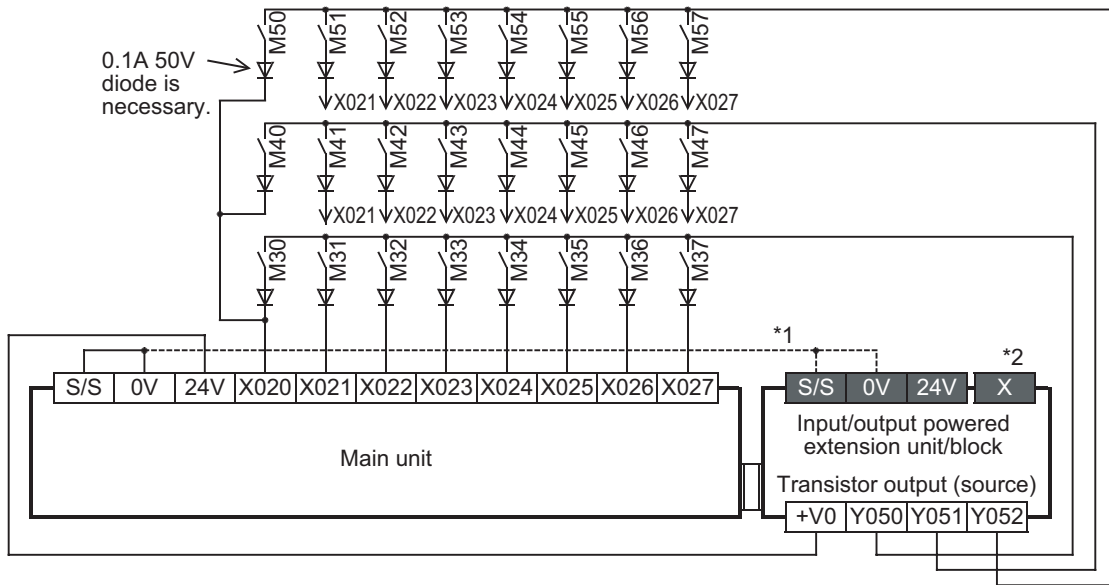 M50 M51 M52 M53 M54 M55 M56 M57
0.1A 50V
diode is
necessary.
X021 X022 X023 X024 X025 X026 X027
M40 M41 M42 M43 M44 M45 M46 M47
X021 X022 X023 X024 X025 X026 X027
M30 M31 M32 M33 M34 M35 M36 M37
*1
*2
S/S 0V 24V X020 X021 X022 X023 X024 X025 X026 X027
S/S 0V 24V X
Main unit
Input/output powered
extension unit/block
Transistor output (source)
+V0 Y050 Y051 Y052